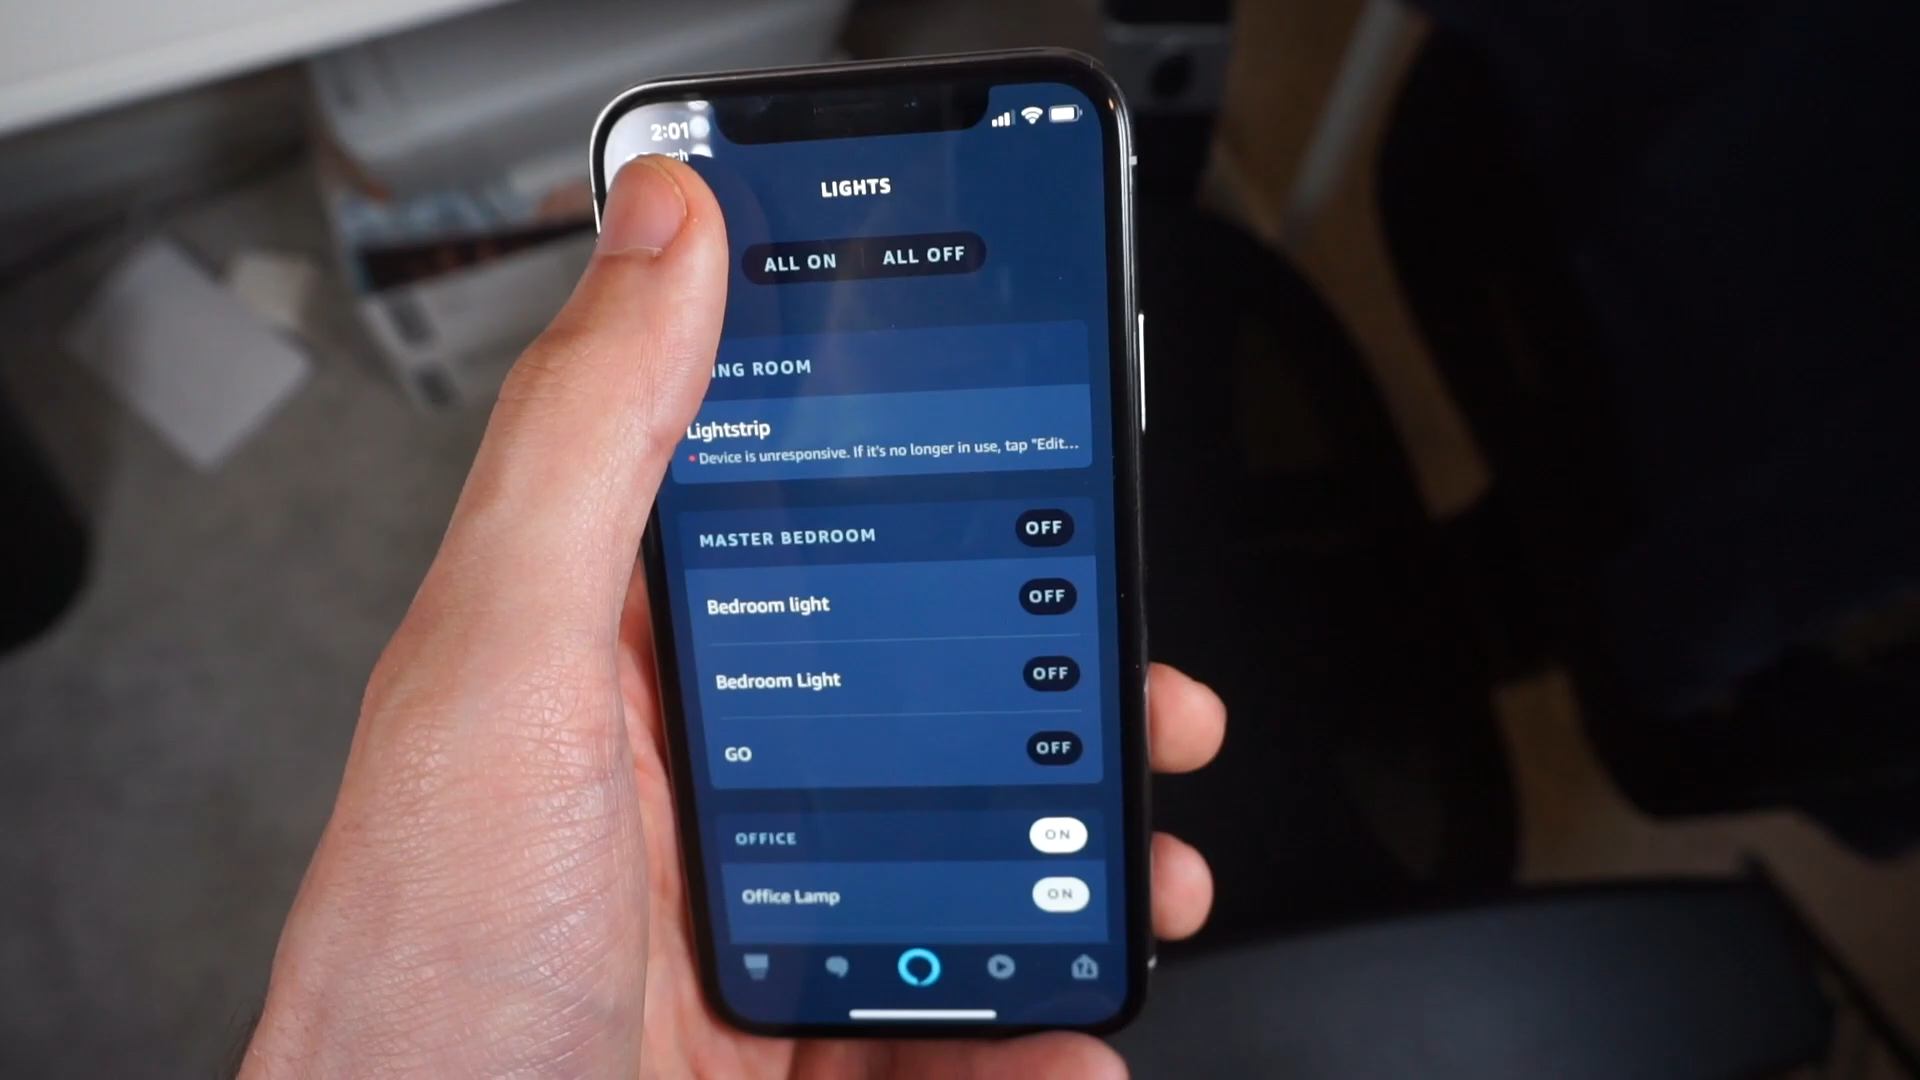 2:01
LIGHTS
ALL ON ALL OFF
ROOM
Lightstrip
Device is unresponsive. If it's no longer in use, tap "Edit...
MASTER BEDROOM OFF
Bedroom light OFF
Bedroom Light OFF
GO OFF
OFFICE ON
Office Lamp ON